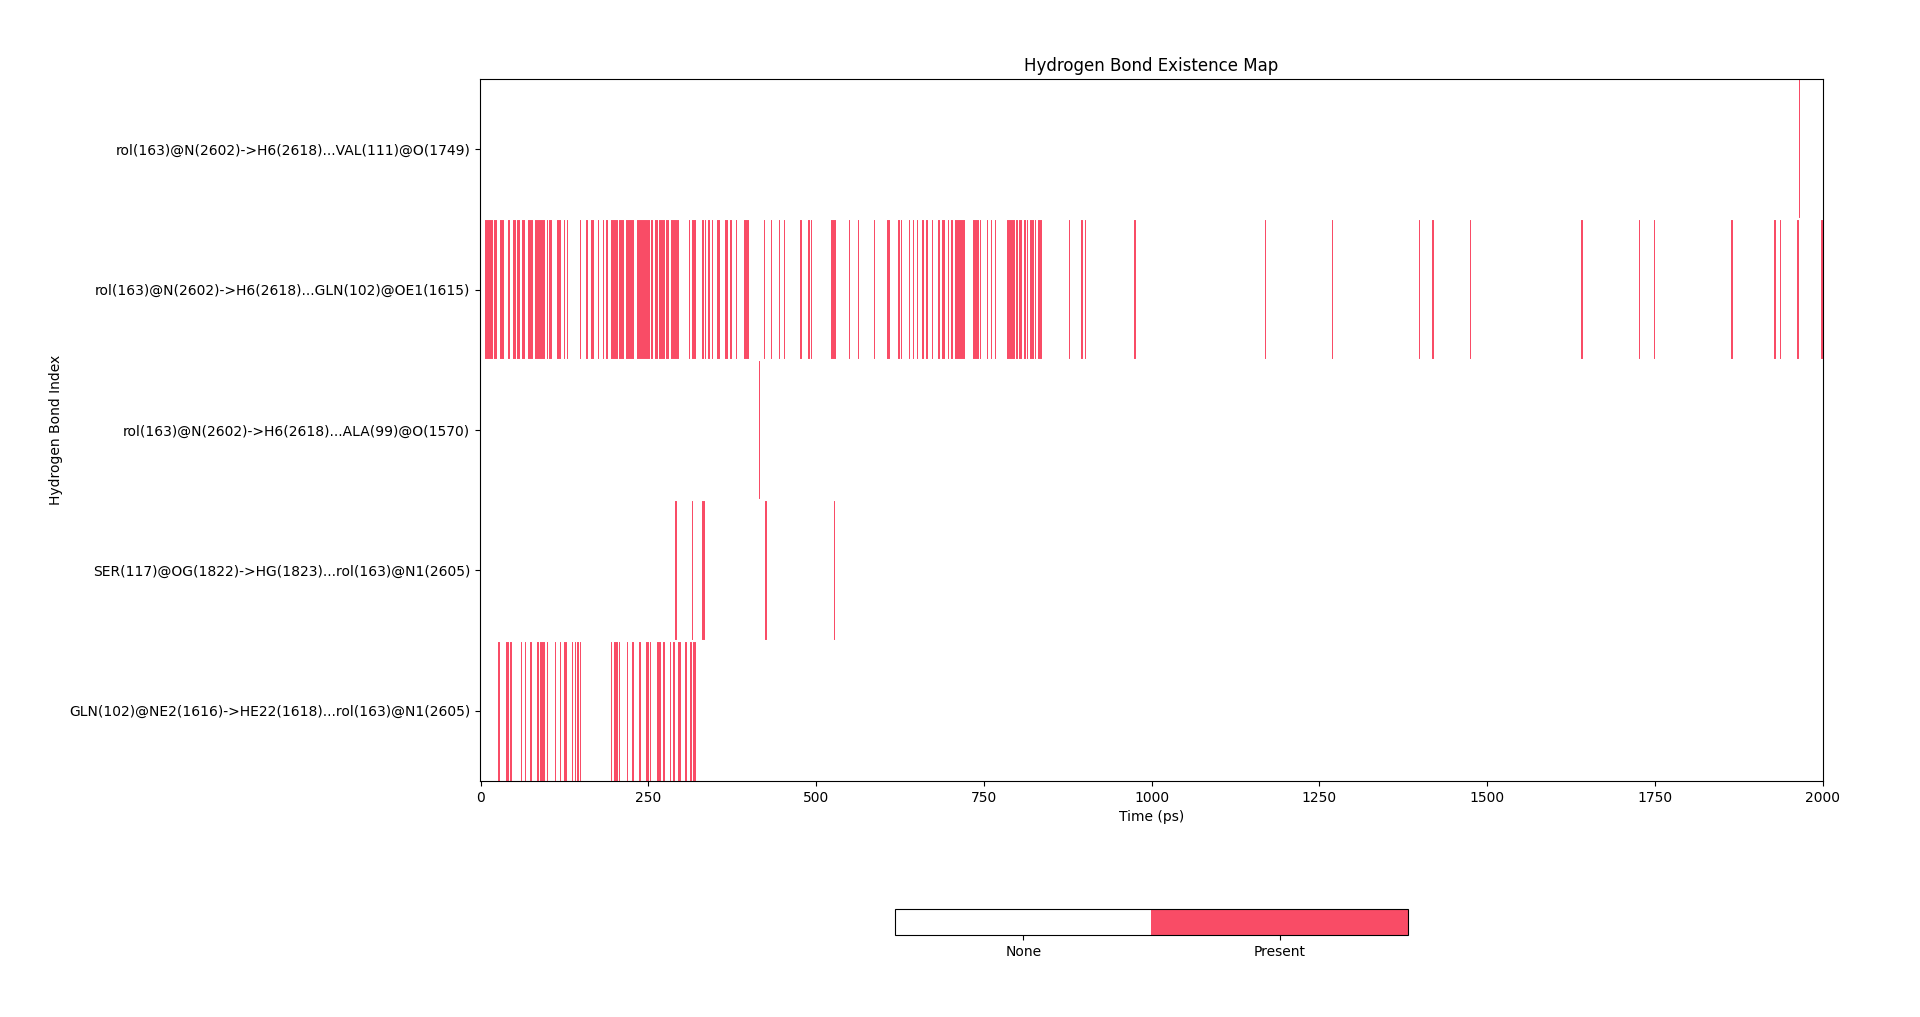 Hydrogen Bond Existence Map
rol(163)@N(2602)->H6(2618)...VAL(111)@O(1749)
rol(163)@N(2602)->H6(2618)...GLN(102)@OE1(1615)
rol(163)@N(2602)->H6(2618)...ALA(99)@O(1570)
SER(117)@OG(1822)->HG(1823)...rol(163)@N1(2605)
GLN(102)@NE2(1616)->HE22(1618)...rol(163)@N1(2605)
Hydrogen Bond Index
0 250 500 750 1000 1250 1500 1750 2000
Time (ps)
None Present